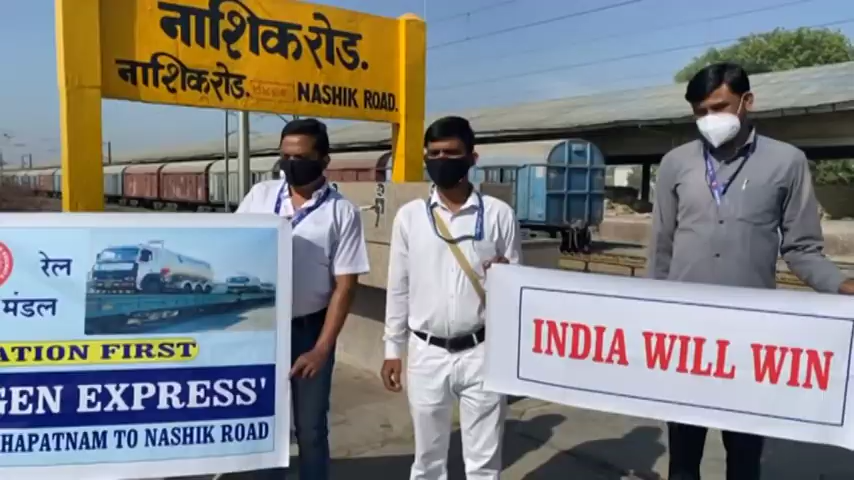 नाशिकरोड.
नाशिकरोड. NASHIK ROAD.
रेल
मंडल
ATION FIRST
GEN EXPRESS'
HAPATNAM TO NASHIK ROAD
INDIA WILL WIN